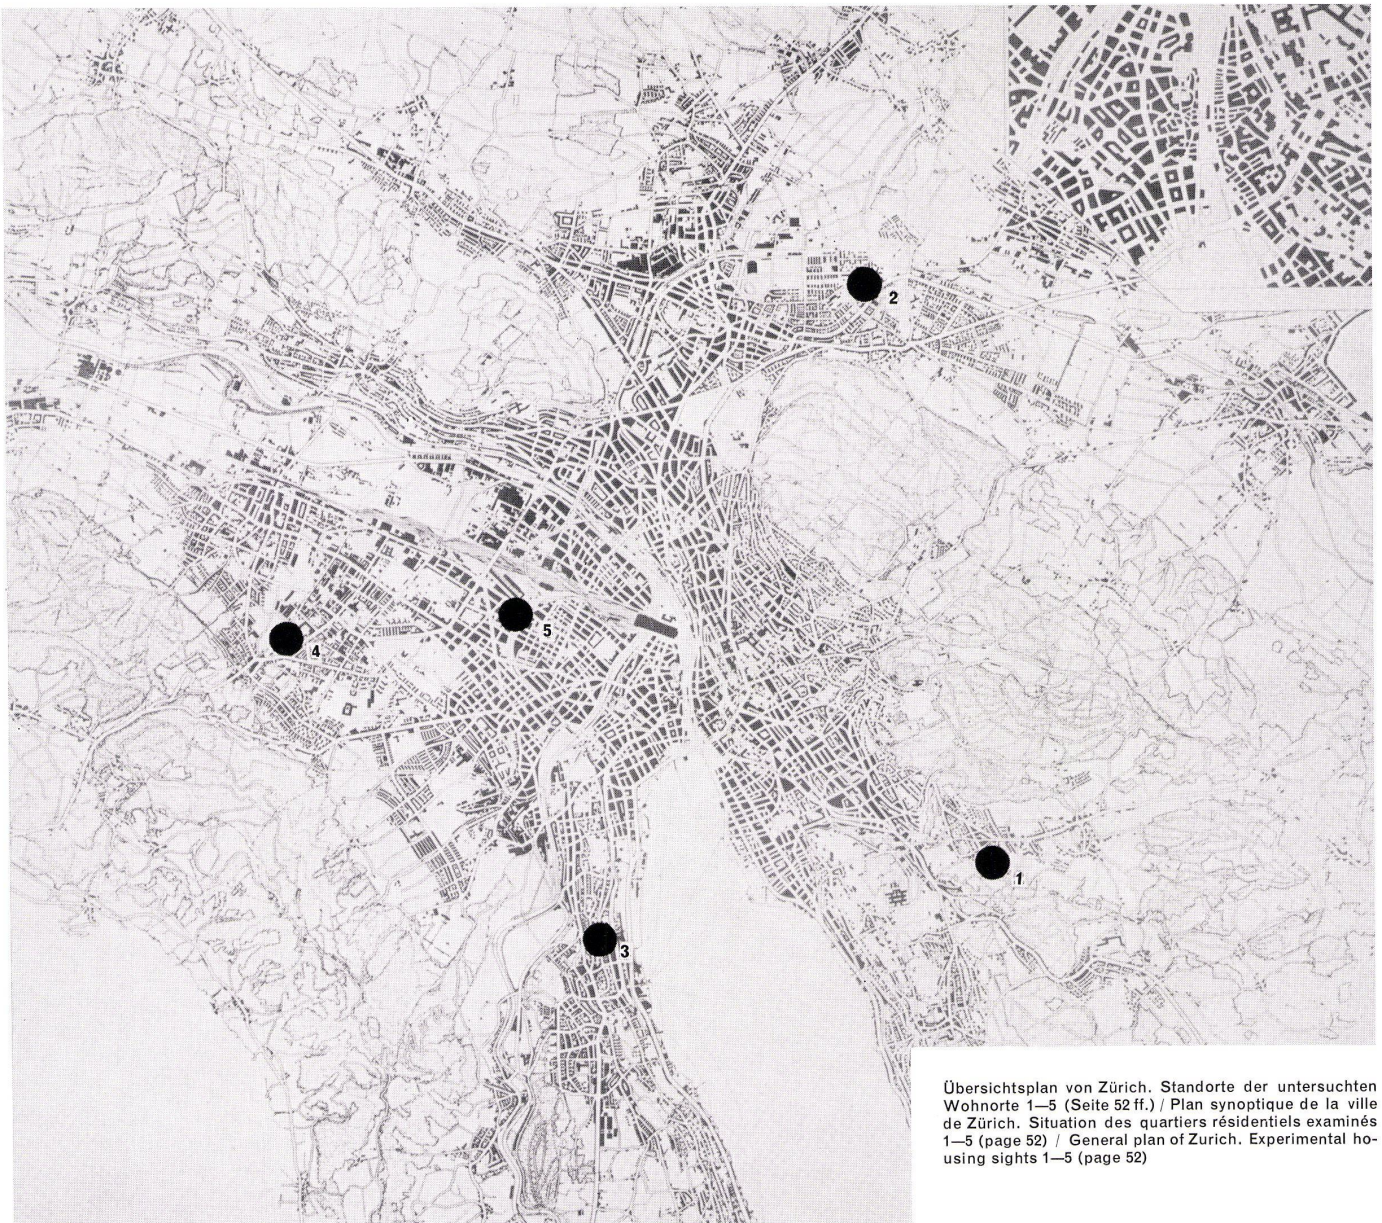 2
5
4
1
3
Übersichtsplan von Zürich. Standorte der untersuchten
Wohnorte 1—5 (Seite 52 ff.) / Plan synoptique de la ville
de Zürich. Situation des quartiers résidentiels examinés
1—5 (page 52) / General plan of Zurich. Experimental ho-
using sights 1—5 (page 52)